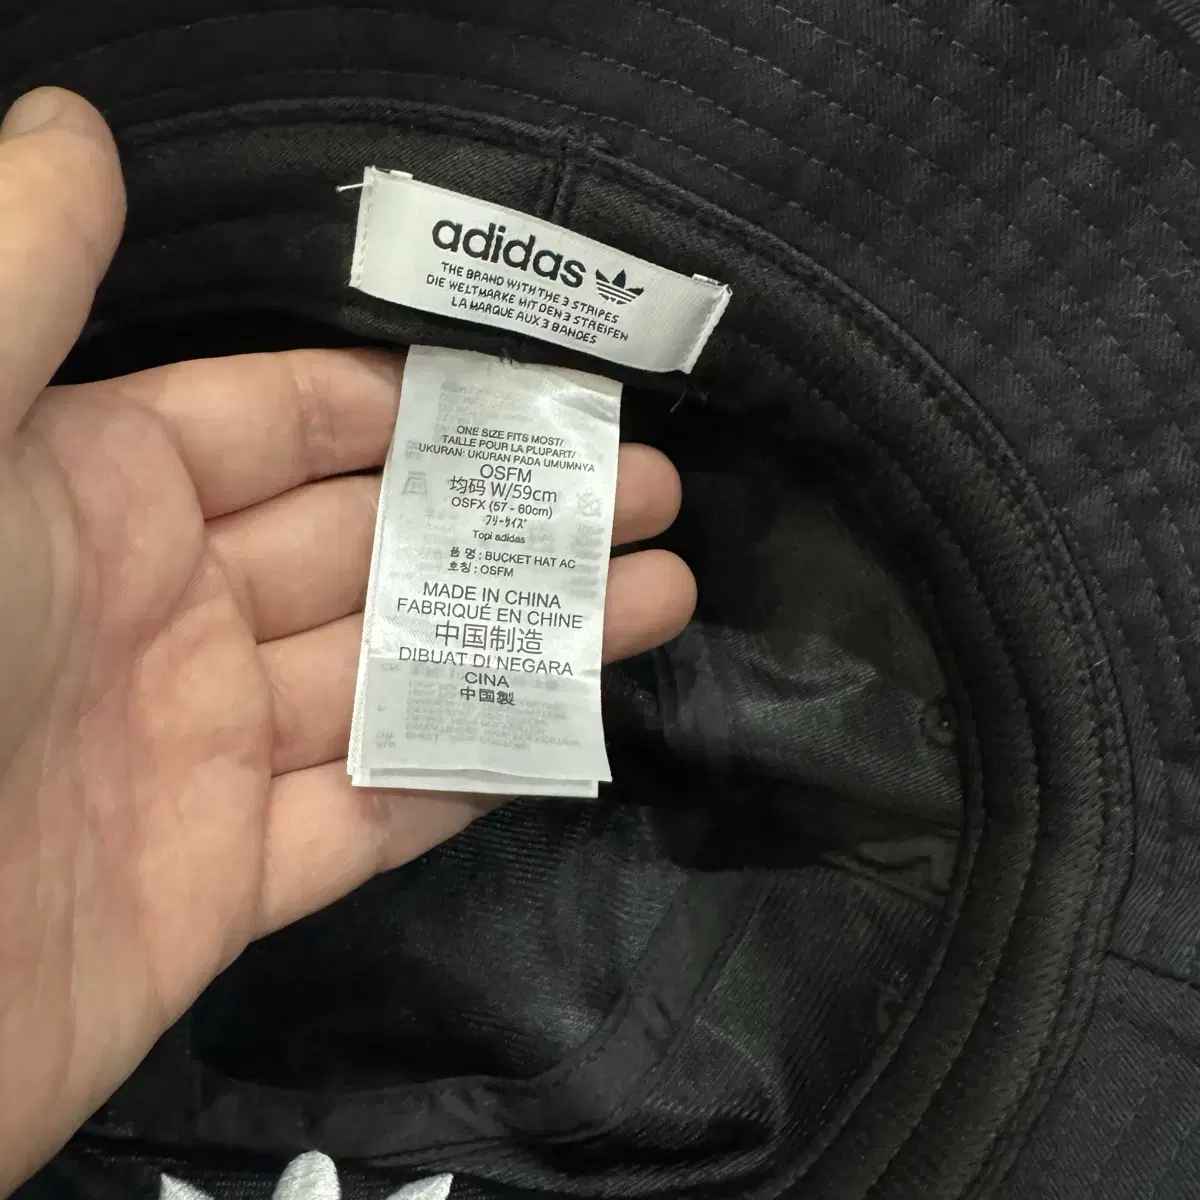 adidas
THE BRAND WITH THE 3 STRIPES
DIE WELTMARKE MIT DEN 3 STREIFEN
LA MARQUE AUX 3 BANDES
ONE SIZE FITS MOST/
TAILLE POUR LA PLUPART/
UKURAN: UKURAN PADA UMUMNYA
OSFM
均码 W/59cm
OSFX (57 - 60cm)
フリーサイズ
Topi adidas
품 명 : BUCKET HAT AC
호칭 : OSFM
MADE IN CHINA
FABRIQUÉ EN CHINE
中国制造
DIBUAT DI NEGARA
CINA
中国製